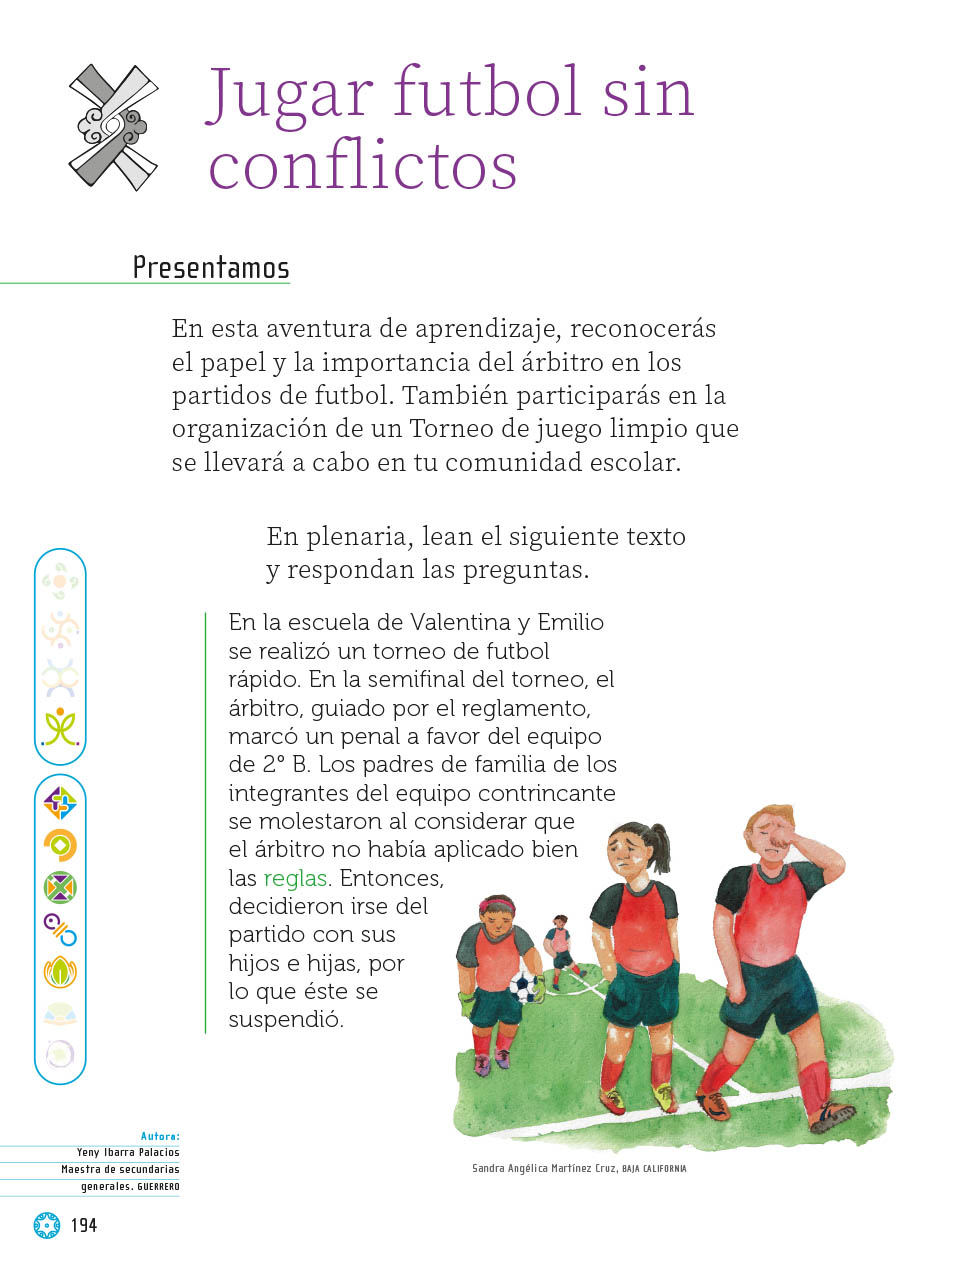 Jugar futbol sin
conflictos
Presentamos
En esta aventura de aprendizaje, reconocerás
el papel y la importancia del árbitro en los
partidos de futbol. También participarás en la
organización de un Torneo de juego limpio que
se llevará a cabo en tu comunidad escolar.
En plenaria, lean el siguiente texto
y respondan las preguntas.
En la escuela de Valentina y Emilio
se realizó un torneo de futbol
rápido. En la semifinal del torneo, el
árbitro, guiado por el reglamento,
marcó un penal a favor del equipo
de 2° B. Los padres de familia de los
integrantes del equipo contrincante
se molestaron al considerar que
el árbitro no había aplicado bien
las reglas. Entonces,
decidieron irse del
partido con sus
hijos e hijas, por
lo que éste se
suspendió.
Sandra Angélica Martínez Cruz, BAJA CALIFORNIA
Autora:
Yeny Ibarra Palacios
Maestra de secundarias
generales. GUERRERO
194